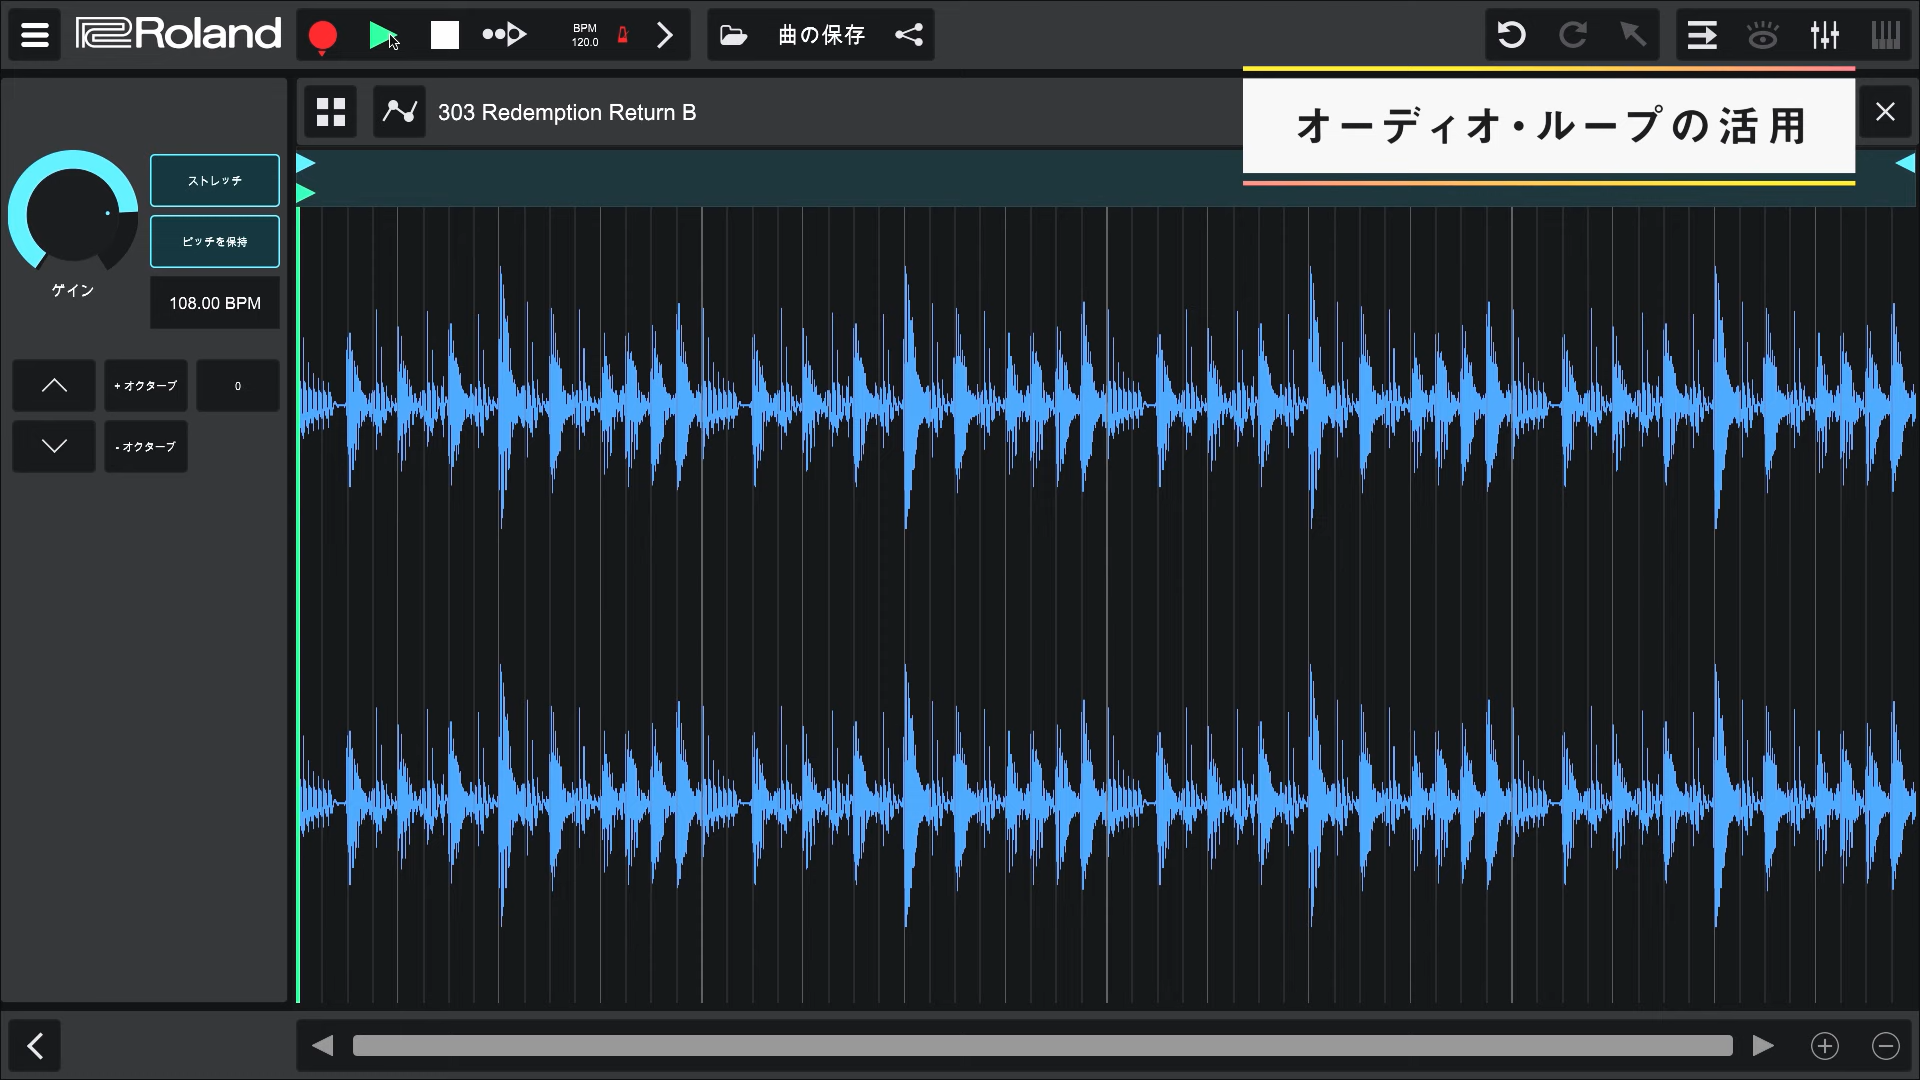 Roland
BPM
120.0
曲の保存
303 Redemption Return B
オーディオ・ループの活用
ストレッチ
ピッチを保持
ゲイン
108.00 BPM
+ オクターブ
0
- オクターブ